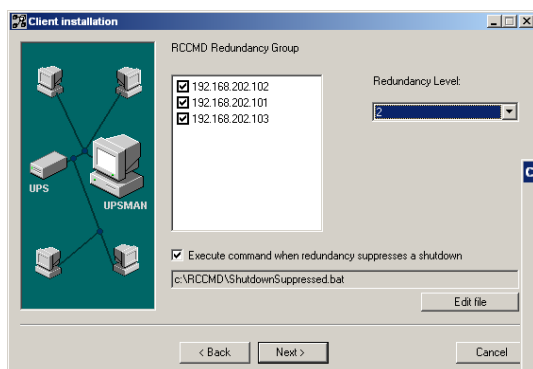 Client installation
RCCMD Redundancy Group
192.168.202.102
192.168.202.101
192.168.202.103
Redundancy Level:
2
UPS
UPSMAN
Execute command when redundancy suppresses a shutdown
c:\RCCMD\ShutdownSuppressed.bat
Edit file
< Back
Next >
Cancel
C